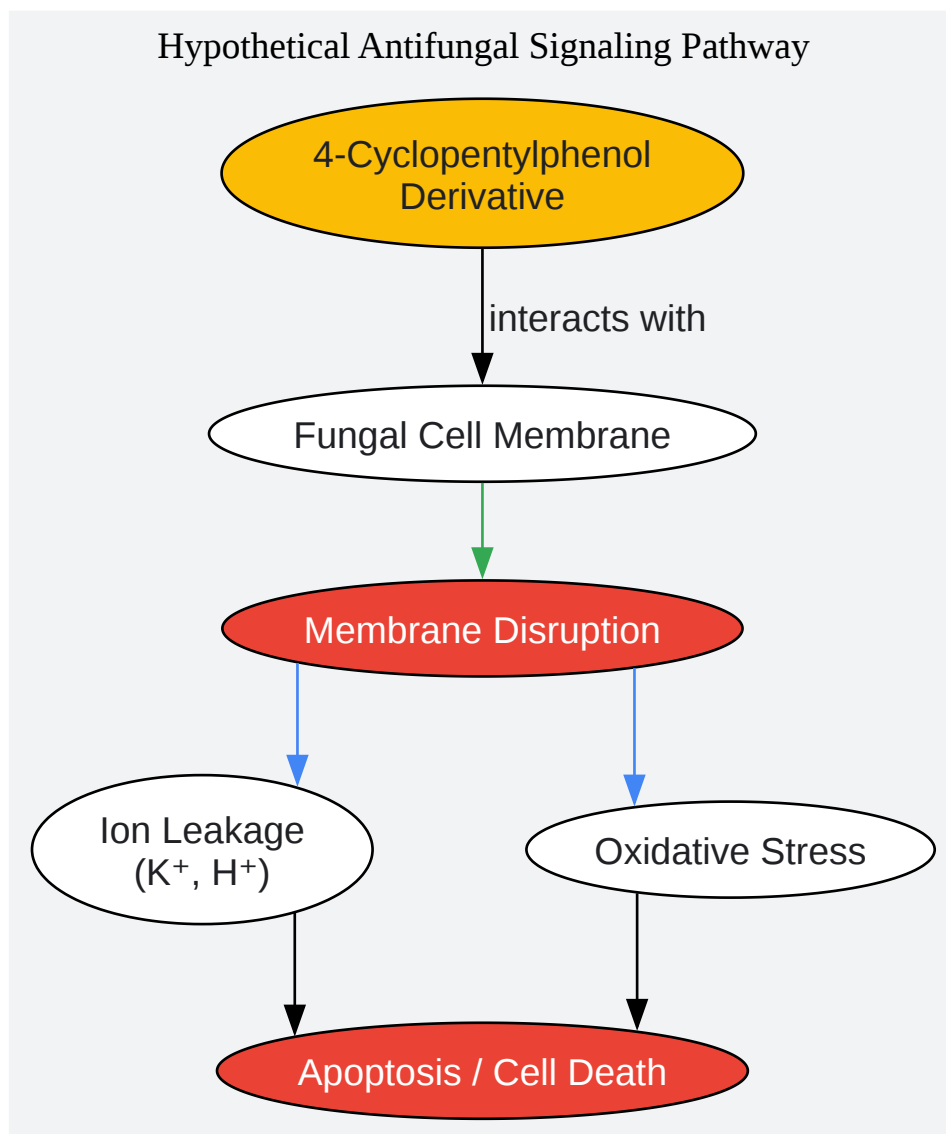 Hypothetical Antifungal Signaling Pathway
4-Cyclopentylphenol
Derivative
interacts with
Fungal Cell Membrane
Membrane Disruption
Ion Leakage
(K⁺, H⁺)
Oxidative Stress
Apoptosis / Cell Death